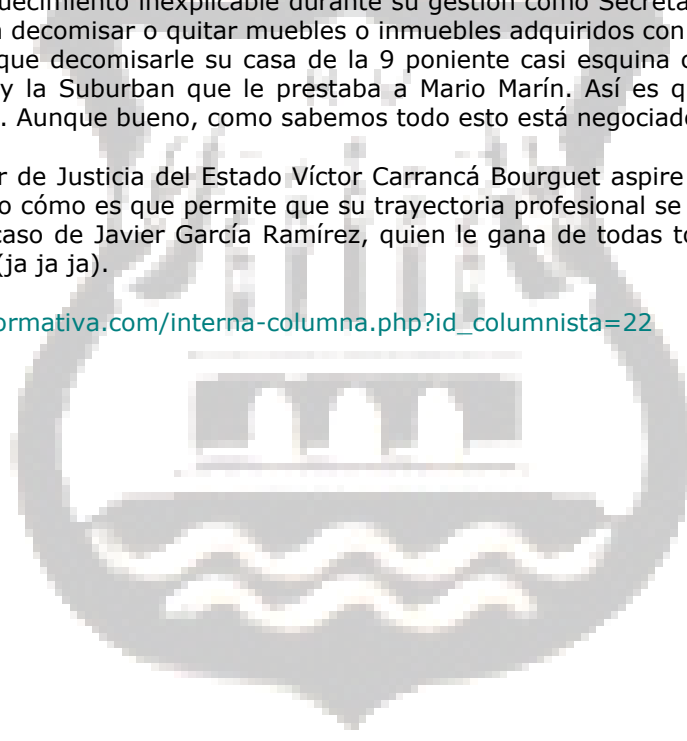 uecimiento inexplicable durante su gestión como Secreta
decomisar o quitar muebles o inmuebles adquiridos con
que decomisarle su casa de la 9 poniente casi esquina
y la Suburban que le prestaba a Mario Marín. Así es q
. Aunque bueno, como sabemos todo esto está negociad
r de Justicia del Estado Víctor Carrancá Bourguet aspire
o cómo es que permite que su trayectoria profesional se
caso de Javier García Ramírez, quien le gana de todas to
(ja ja ja).
ormativa.com/interna-columna.php?id_columnista=22